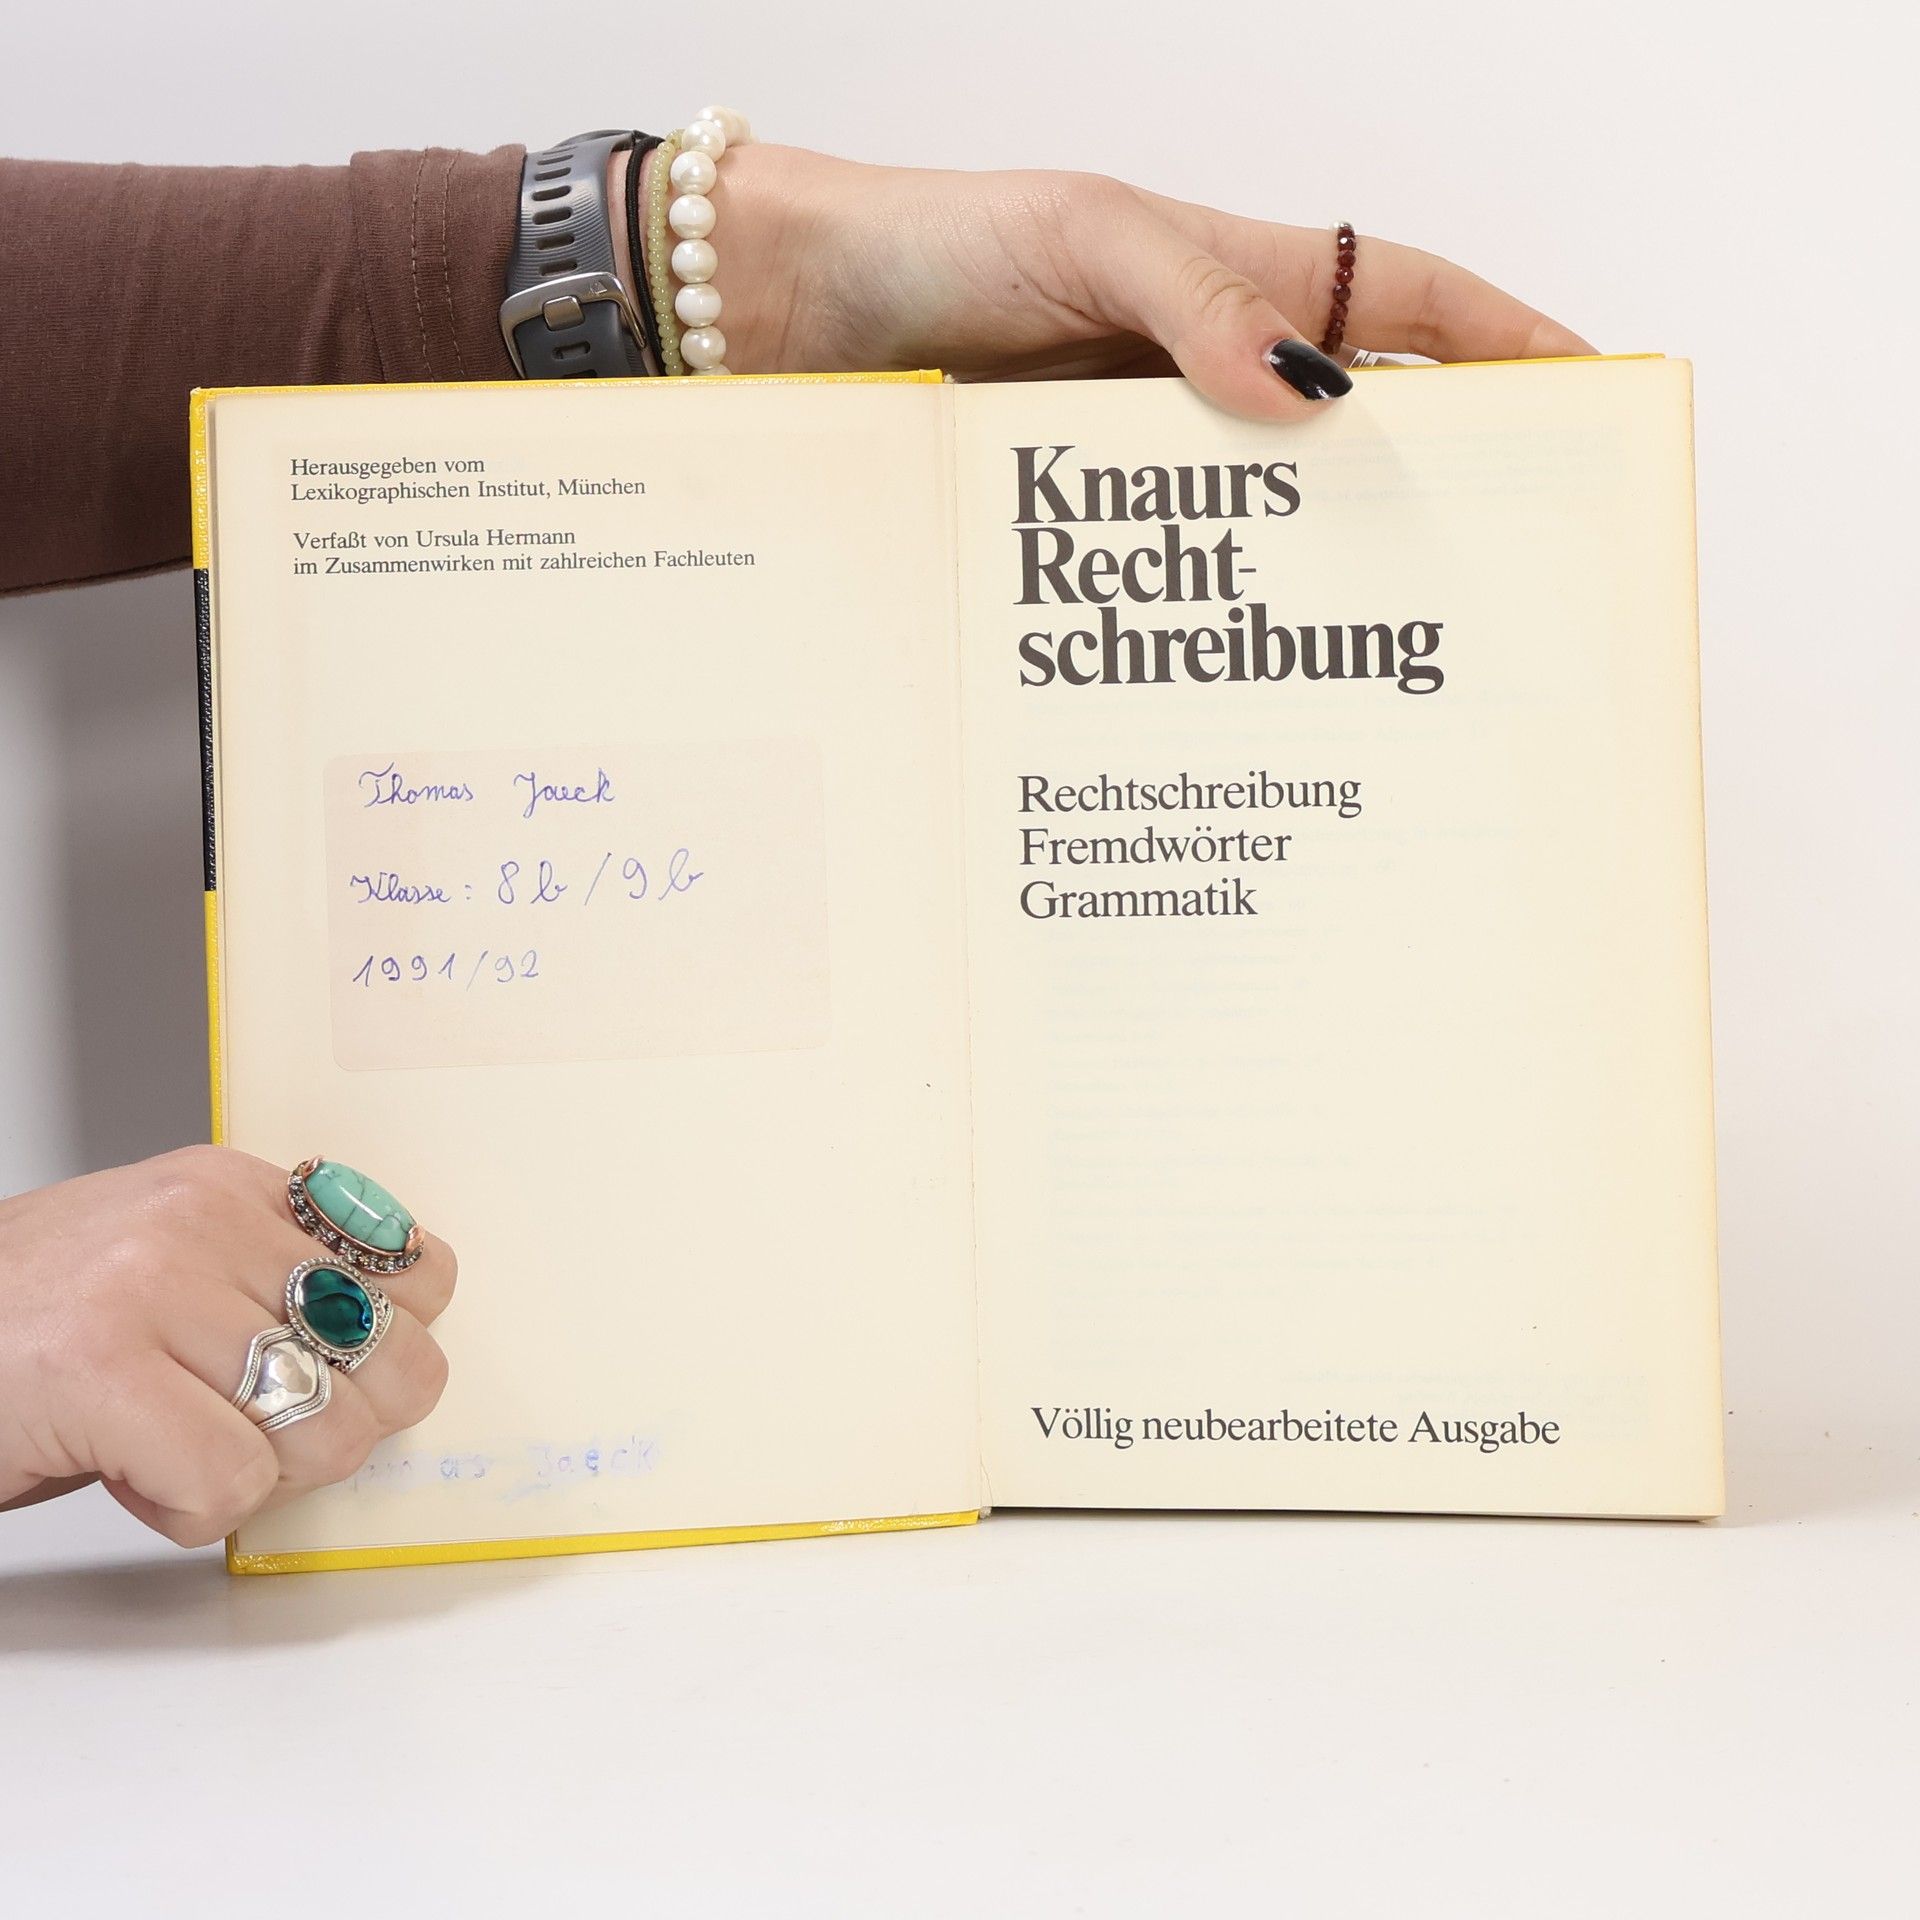 Herausgegeben vom
Lexikographischen Institut, München
Verfaßt von Ursula Hermann
im Zusammenwirken mit zahlreichen Fachleuten
Thomas Jaeck
Klasse: 8b/9b
1991/92
Jaeck
Knaurs
Recht-
schreibung
Rechtschreibung
Fremdwörter
Grammatik
Völlig neubearbeitete Ausgabe